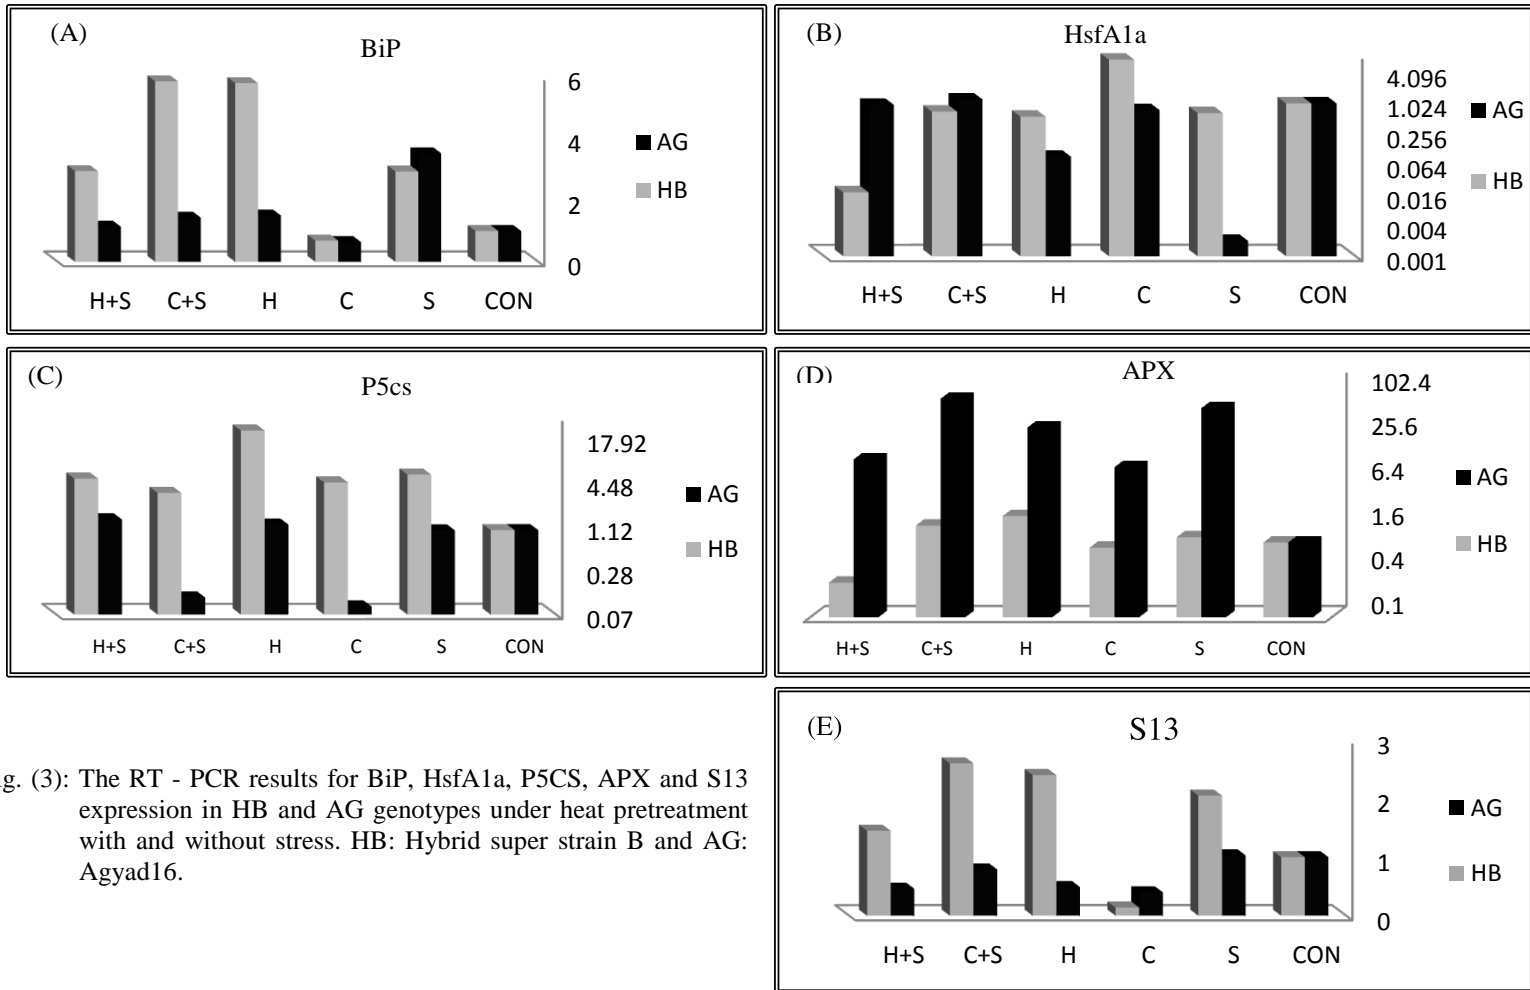 (A)
BiP
6
4
2
0
AG
HB
H+S C+S H C S CON
(B)
HsfA1a
4.096
1.024
0.256
0.064
0.016
0.004
0.001
AG
HB
H+S C+S H C S CON
(C)
P5cs
17.92
4.48
1.12
0.28
0.07
AG
HB
H+S C+S H C S CON
(D)
APX
102.4
25.6
6.4
1.6
0.4
0.1
AG
HB
H+S C+S H C S CON
(E)
S13
3
2
1
0
AG
HB
H+S C+S H C S CON
g. (3): The RT - PCR results for BiP, HsfA1a, P5CS, APX and S13
expression in HB and AG genotypes under heat pretreatment
with and without stress. HB: Hybrid super strain B and AG:
Agyad16.